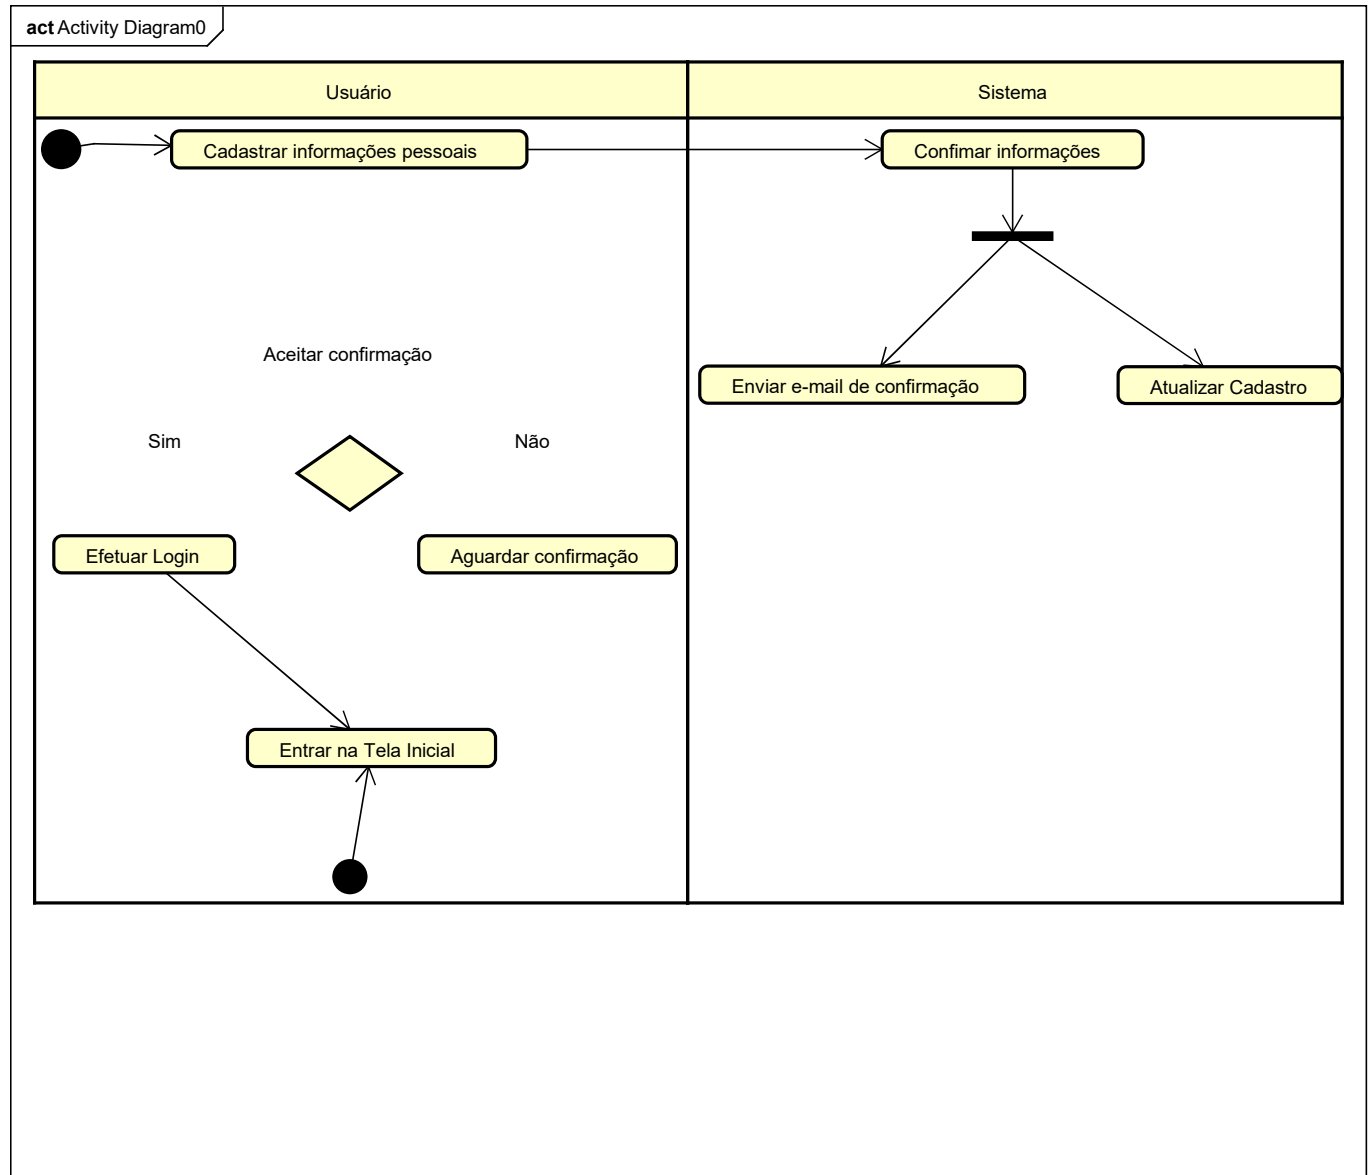 act Activity Diagram0
Usuário
Sistema
Cadastrar informações pessoais
Confimar informações
Aceitar confirmação
Enviar e-mail de confirmação
Atualizar Cadastro
Sim
Não
Efetuar Login
Aguardar confirmação
Entrar na Tela Inicial